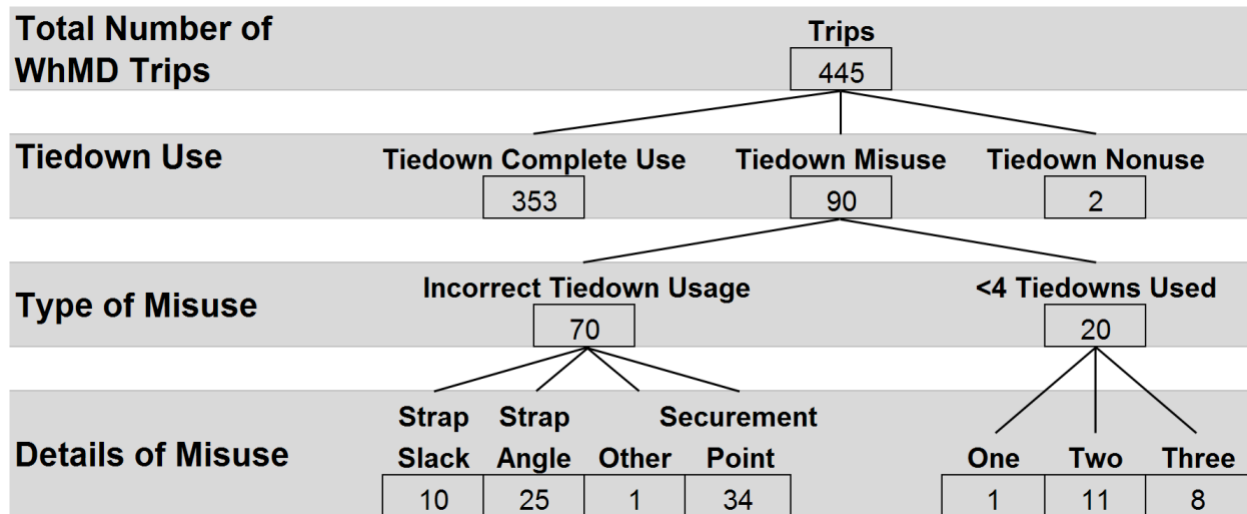 Total Number of
WhMD Trips
Trips
445
Tiedown Use
Tiedown Complete Use
Tiedown Misuse
Tiedown Nonuse
353
90
2
Type of Misuse
Incorrect Tiedown Usage
<4 Tiedowns Used
70
20
Details of Misuse
Strap
Slack
Strap
Angle
Other
Securement
Point
One
Two
Three
10
25
1
34
1
11
8